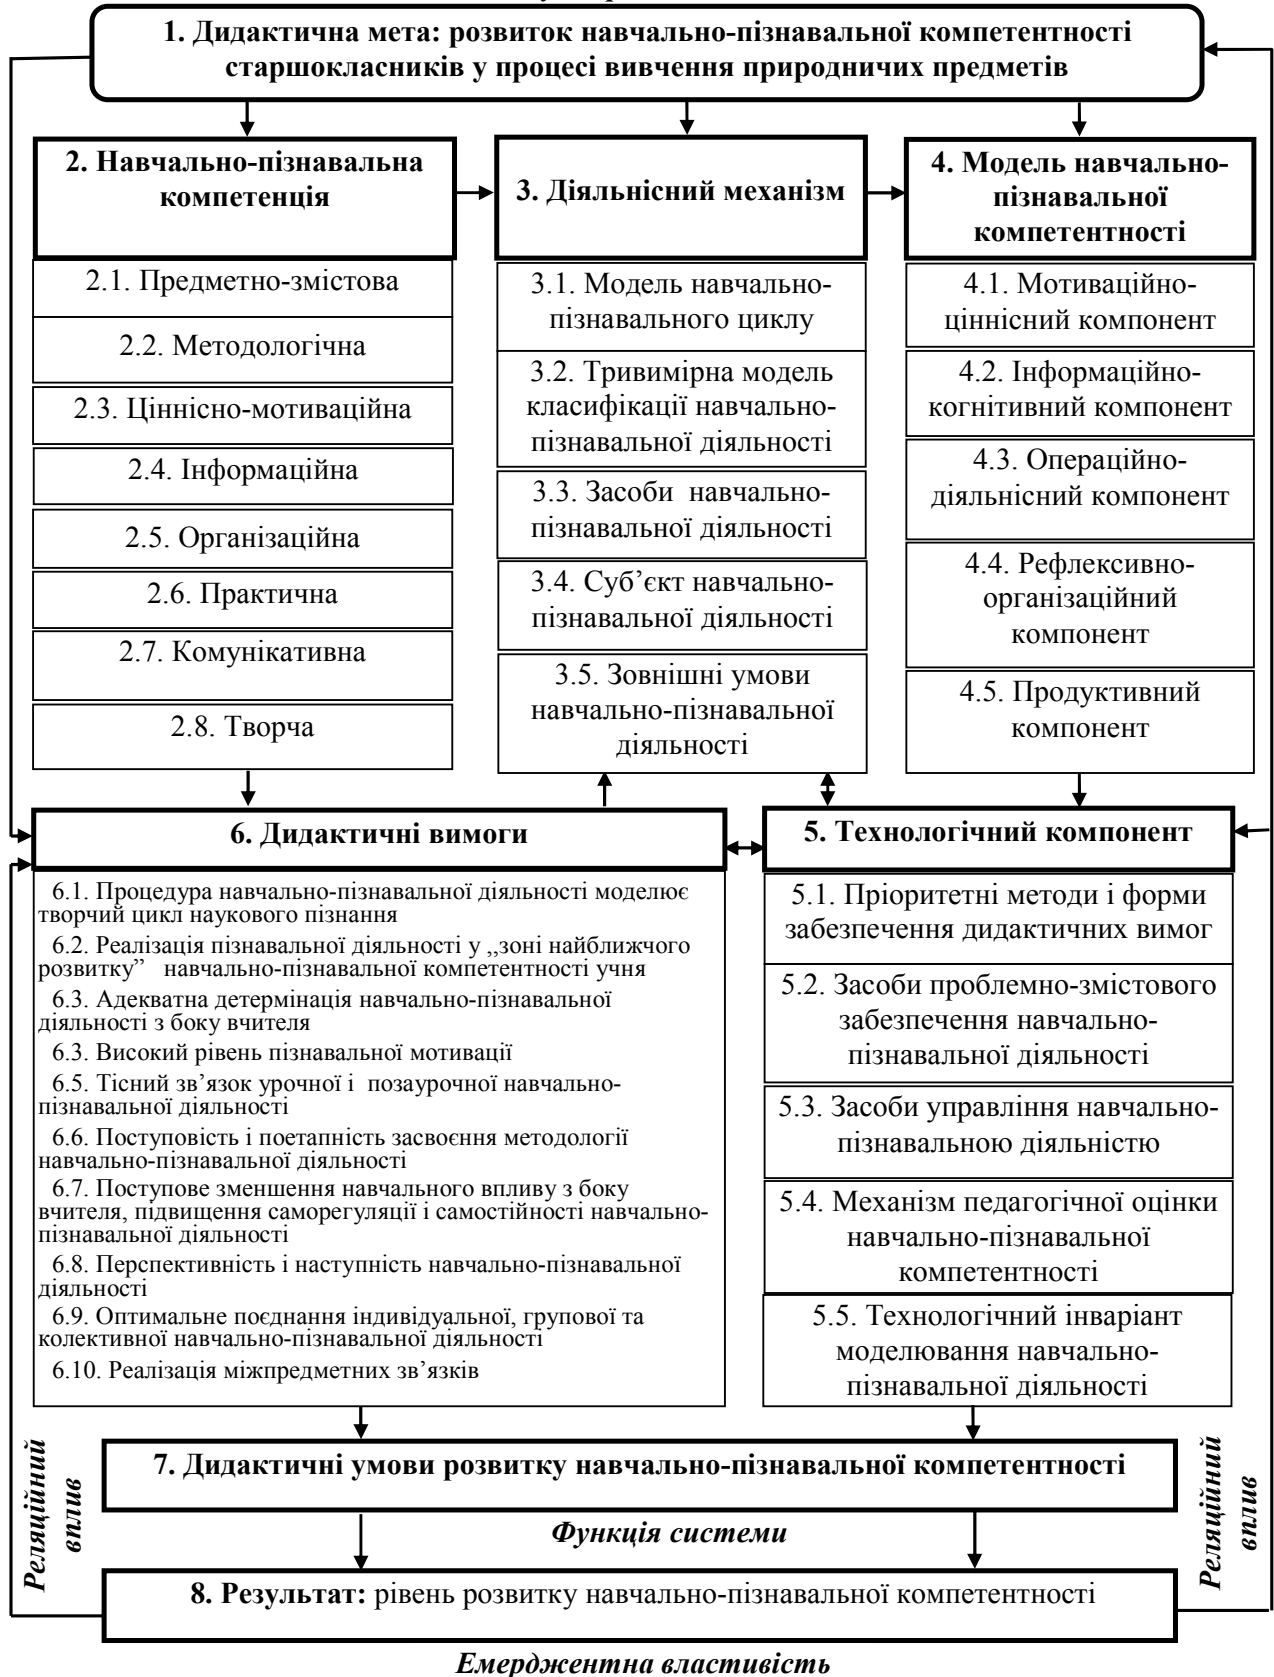 1. Дидактична мета: розвиток навчально-пізнавальної компетентності
старшокласників у процесі вивчення природничих предметів
2. Навчально-пізнавальна
компетенція
3. Діяльнісний механізм
4. Модель навчально-
пізнавальної
компетентності
2.1. Предметно-змістова
2.2. Методологічна
2.3. Ціннісно-мотиваційна
2.4. Інформаційна
2.5. Організаційна
2.6. Практична
2.7. Комунікативна
2.8. Творча
3.1. Модель навчально-
пізнавального циклу
3.2. Тривимірна модель
класифікації навчально-
пізнавальної діяльності
3.3. Засоби навчально-
пізнавальної діяльності
3.4. Суб’єкт навчально-
пізнавальної діяльності
3.5. Зовнішні умови
навчально-пізнавальної
діяльності
4.1. Мотиваційно-
ціннісний компонент
4.2. Інформаційно-
когнітивний компонент
4.3. Операційно-
діяльнісний компонент
4.4. Рефлексивно-
організаційний
компонент
4.5. Продуктивний
компонент
6. Дидактичні вимоги
6.1. Процедура навчально-пізнавальної діяльності моделює
творчий цикл наукового пізнання
6.2. Реалізація пізнавальної діяльності у „зоні найближчого
розвитку” навчально-пізнавальної компетентності учня
6.3. Адекватна детермінація навчально-пізнавальної
діяльності з боку вчителя
6.3. Високий рівень пізнавальної мотивації
6.5. Тісний зв’язок урочної і позаурочної навчально-
пізнавальної діяльності
6.6. Поступовість і поетапність засвоєння методології
навчально-пізнавальної діяльності
6.7. Поступове зменшення навчального впливу з боку
вчителя, підвищення саморегуляції і самостійності навчально-
пізнавальної діяльності
6.8. Перспективність і наступність навчально-пізнавальної
діяльності
6.9. Оптимальне поєднання індивідуальної, групової та
колективної навчально-пізнавальної діяльності
6.10. Реалізація міжпредметних зв’язків
5. Технологічний компонент
5.1. Пріоритетні методи і форми
забезпечення дидактичних вимог
5.2. Засоби проблемно-змістового
забезпечення навчально-
пізнавальної діяльності
5.3. Засоби управління навчально-
пізнавальною діяльністю
5.4. Механізм педагогічної оцінки
навчально-пізнавальної
компетентності
5.5. Технологічний інваріант
моделювання навчально-
пізнавальної діяльності
Реляційний
вплив
7. Дидактичні умови розвитку навчально-пізнавальної компетентності
Функція системи
8. Результат: рівень розвитку навчально-пізнавальної компетентності
Реляційний
вплив
Емерджентна властивість